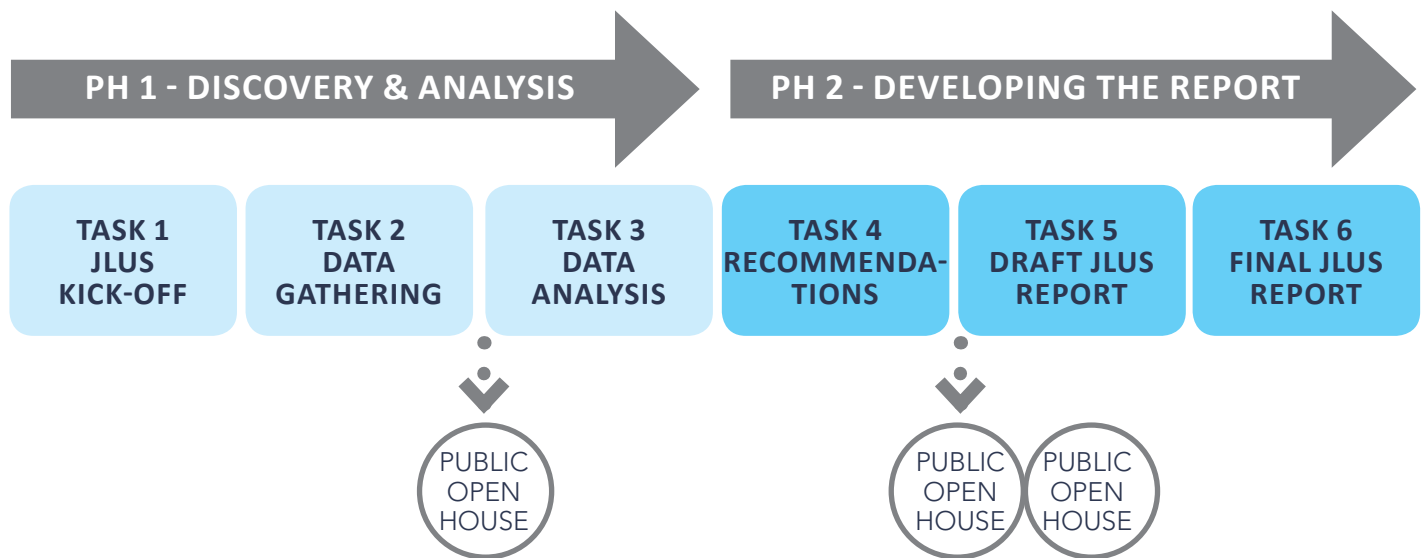 PH 1 - DISCOVERY & ANALYSIS
PH 2 - DEVELOPING THE REPORT
TASK 1
JLUS
KICK-OFF
TASK 2
DATA
GATHERING
TASK 3
DATA
ANALYSIS
TASK 4
RECOMMENDA-
TIONS
TASK 5
DRAFT JLUS
REPORT
TASK 6
FINAL JLUS
REPORT
PUBLIC
OPEN
HOUSE
PUBLIC
OPEN
HOUSE
PUBLIC
OPEN
HOUSE